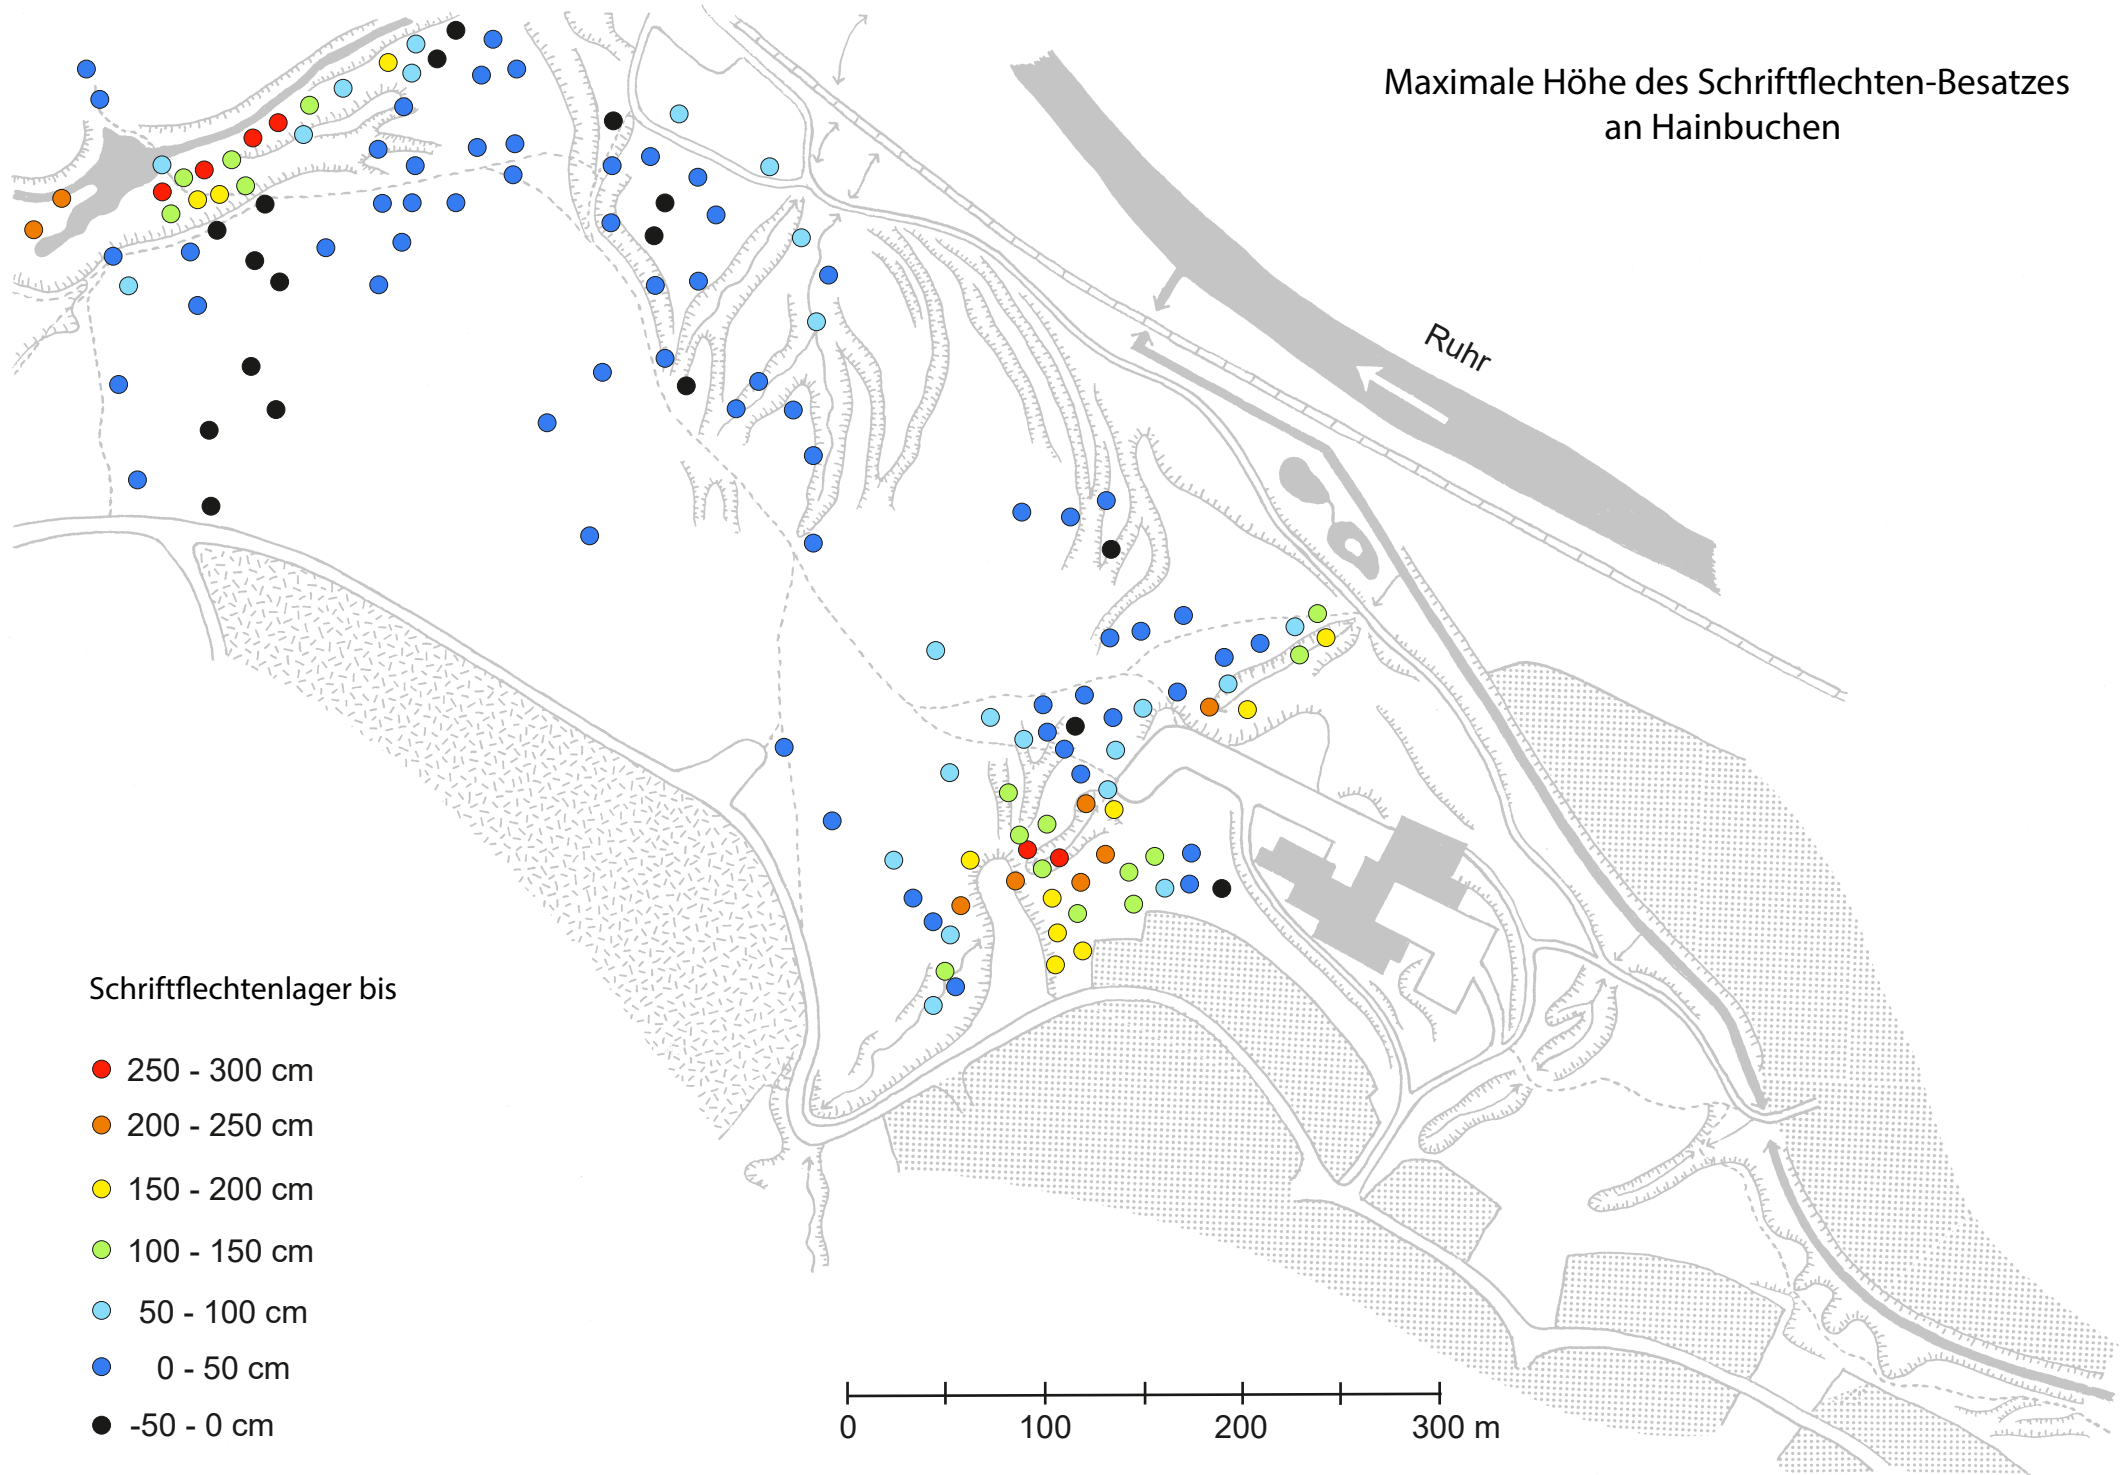 Maximale Höhe des Schriftflechten-Besatzes
an Hainbuchen
Ruhr
Schriftflechtenlager bis
250 - 300 cm
200 - 250 cm
150 - 200 cm
100 - 150 cm
50 - 100 cm
0 - 50 cm
-50 - 0 cm
0 100 200 300 m